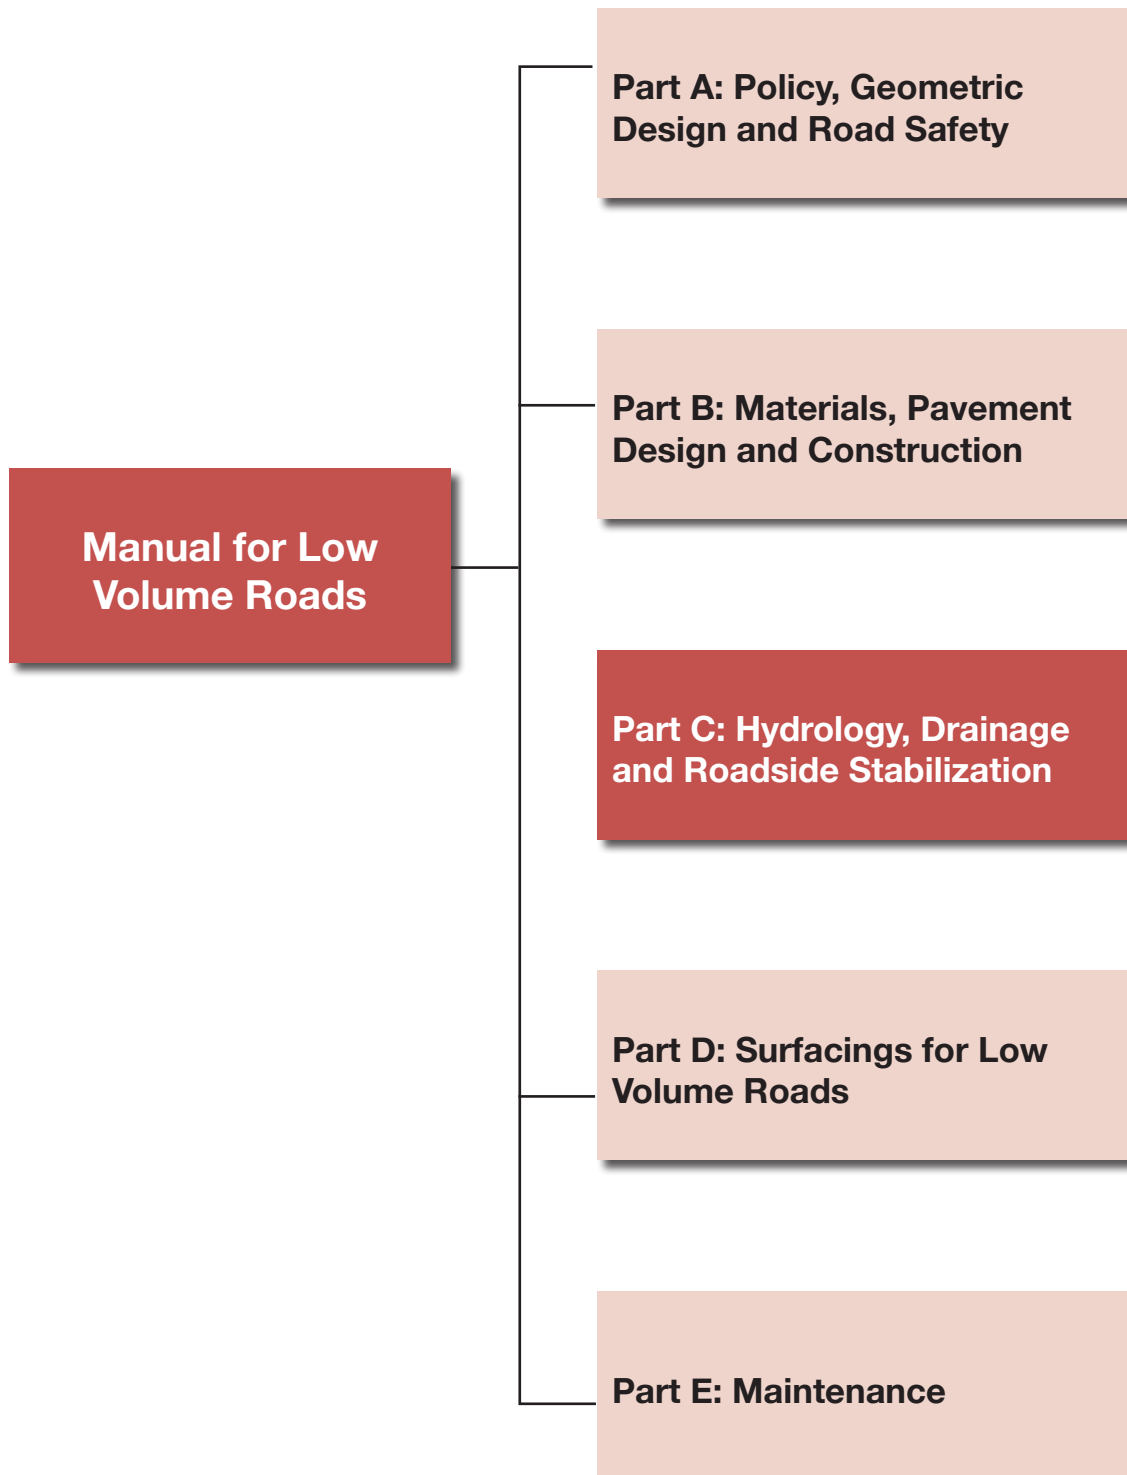 Part A: Policy, Geometric
Design and Road Safety
Part B: Materials, Pavement
Design and Construction
Manual for Low
Volume Roads
Part C: Hydrology, Drainage
and Roadside Stabilization
Part D: Surfacings for Low
Volume Roads
Part E: Maintenance